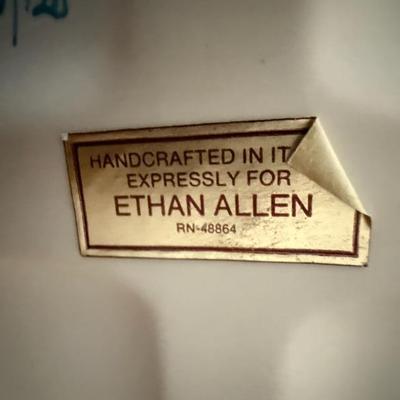 HANDCRAFTED IN IT
EXPRESSLY FOR
ETHAN ALLEN
RN-48864